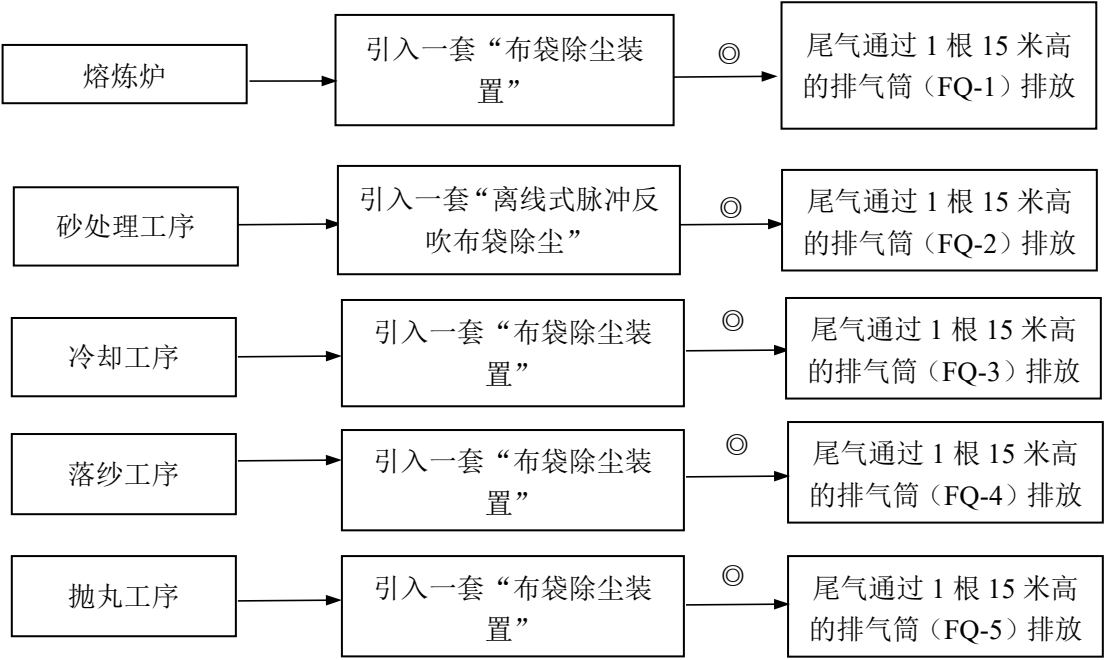 熔炼炉
引入一套“布袋除尘装
置”
◎
尾气通过 1 根 15 米高
的排气筒（FQ-1）排放
砂处理工序
引入一套“离线式脉冲反
吹布袋除尘”
◎
尾气通过 1 根 15 米高
的排气筒（FQ-2）排放
冷却工序
引入一套“布袋除尘装
置”
◎
尾气通过 1 根 15 米高
的排气筒（FQ-3）排放
落纱工序
引入一套“布袋除尘装
置”
◎
尾气通过 1 根 15 米高
的排气筒（FQ-4）排放
抛丸工序
引入一套“布袋除尘装
置”
◎
尾气通过 1 根 15 米高
的排气筒（FQ-5）排放